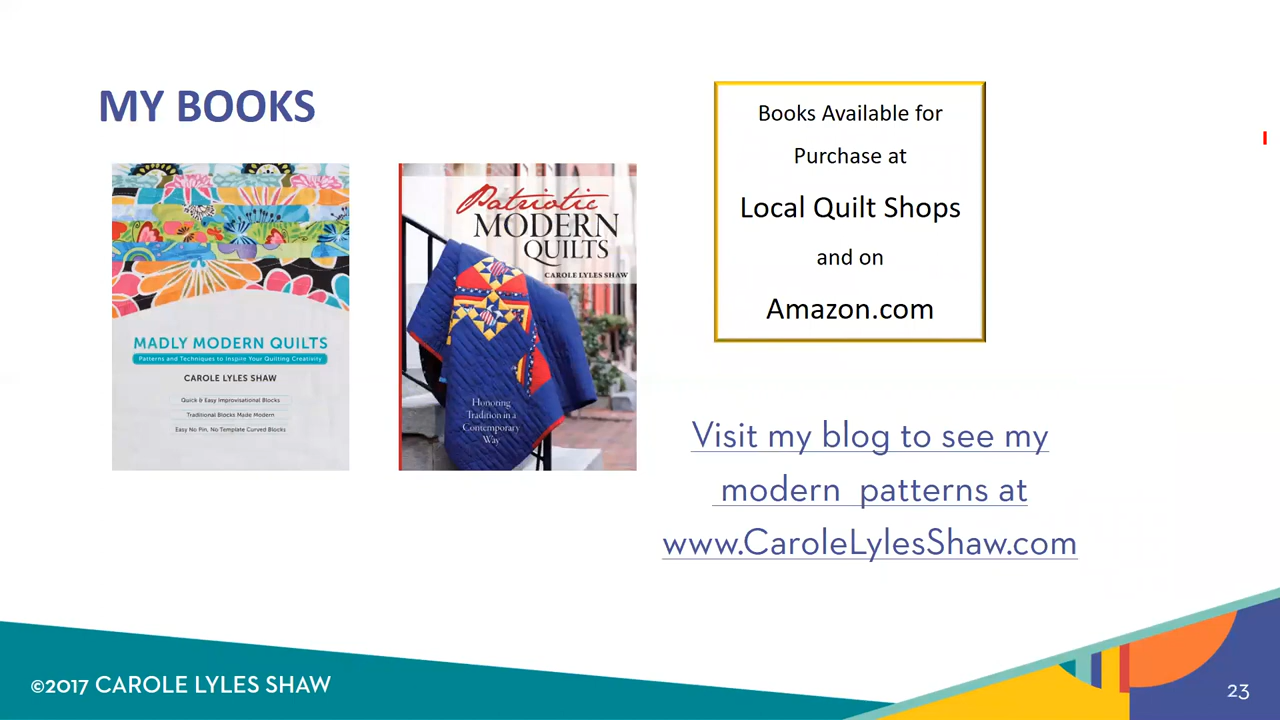 MY BOOKS
MADLY MODERN QUILTS
Patterns and Techniques to Inspire Your Quilting Creativity
CAROLE LYLES SHAW
Quick & Easy Improvisational Blocks
Traditional Blocks Made Modern
Easy No Pin, No Template Curved Blocks
Patriotic
MODERN
QUILTS
CAROLE LYLES SHAW
Honoring
Tradition in a
Contemporary
Way
Books Available for
Purchase at
Local Quilt Shops
and on
Amazon.com
Visit my blog to see my
modern patterns at
www.CaroleLylesShaw.com
©2017 CAROLE LYLES SHAW
23